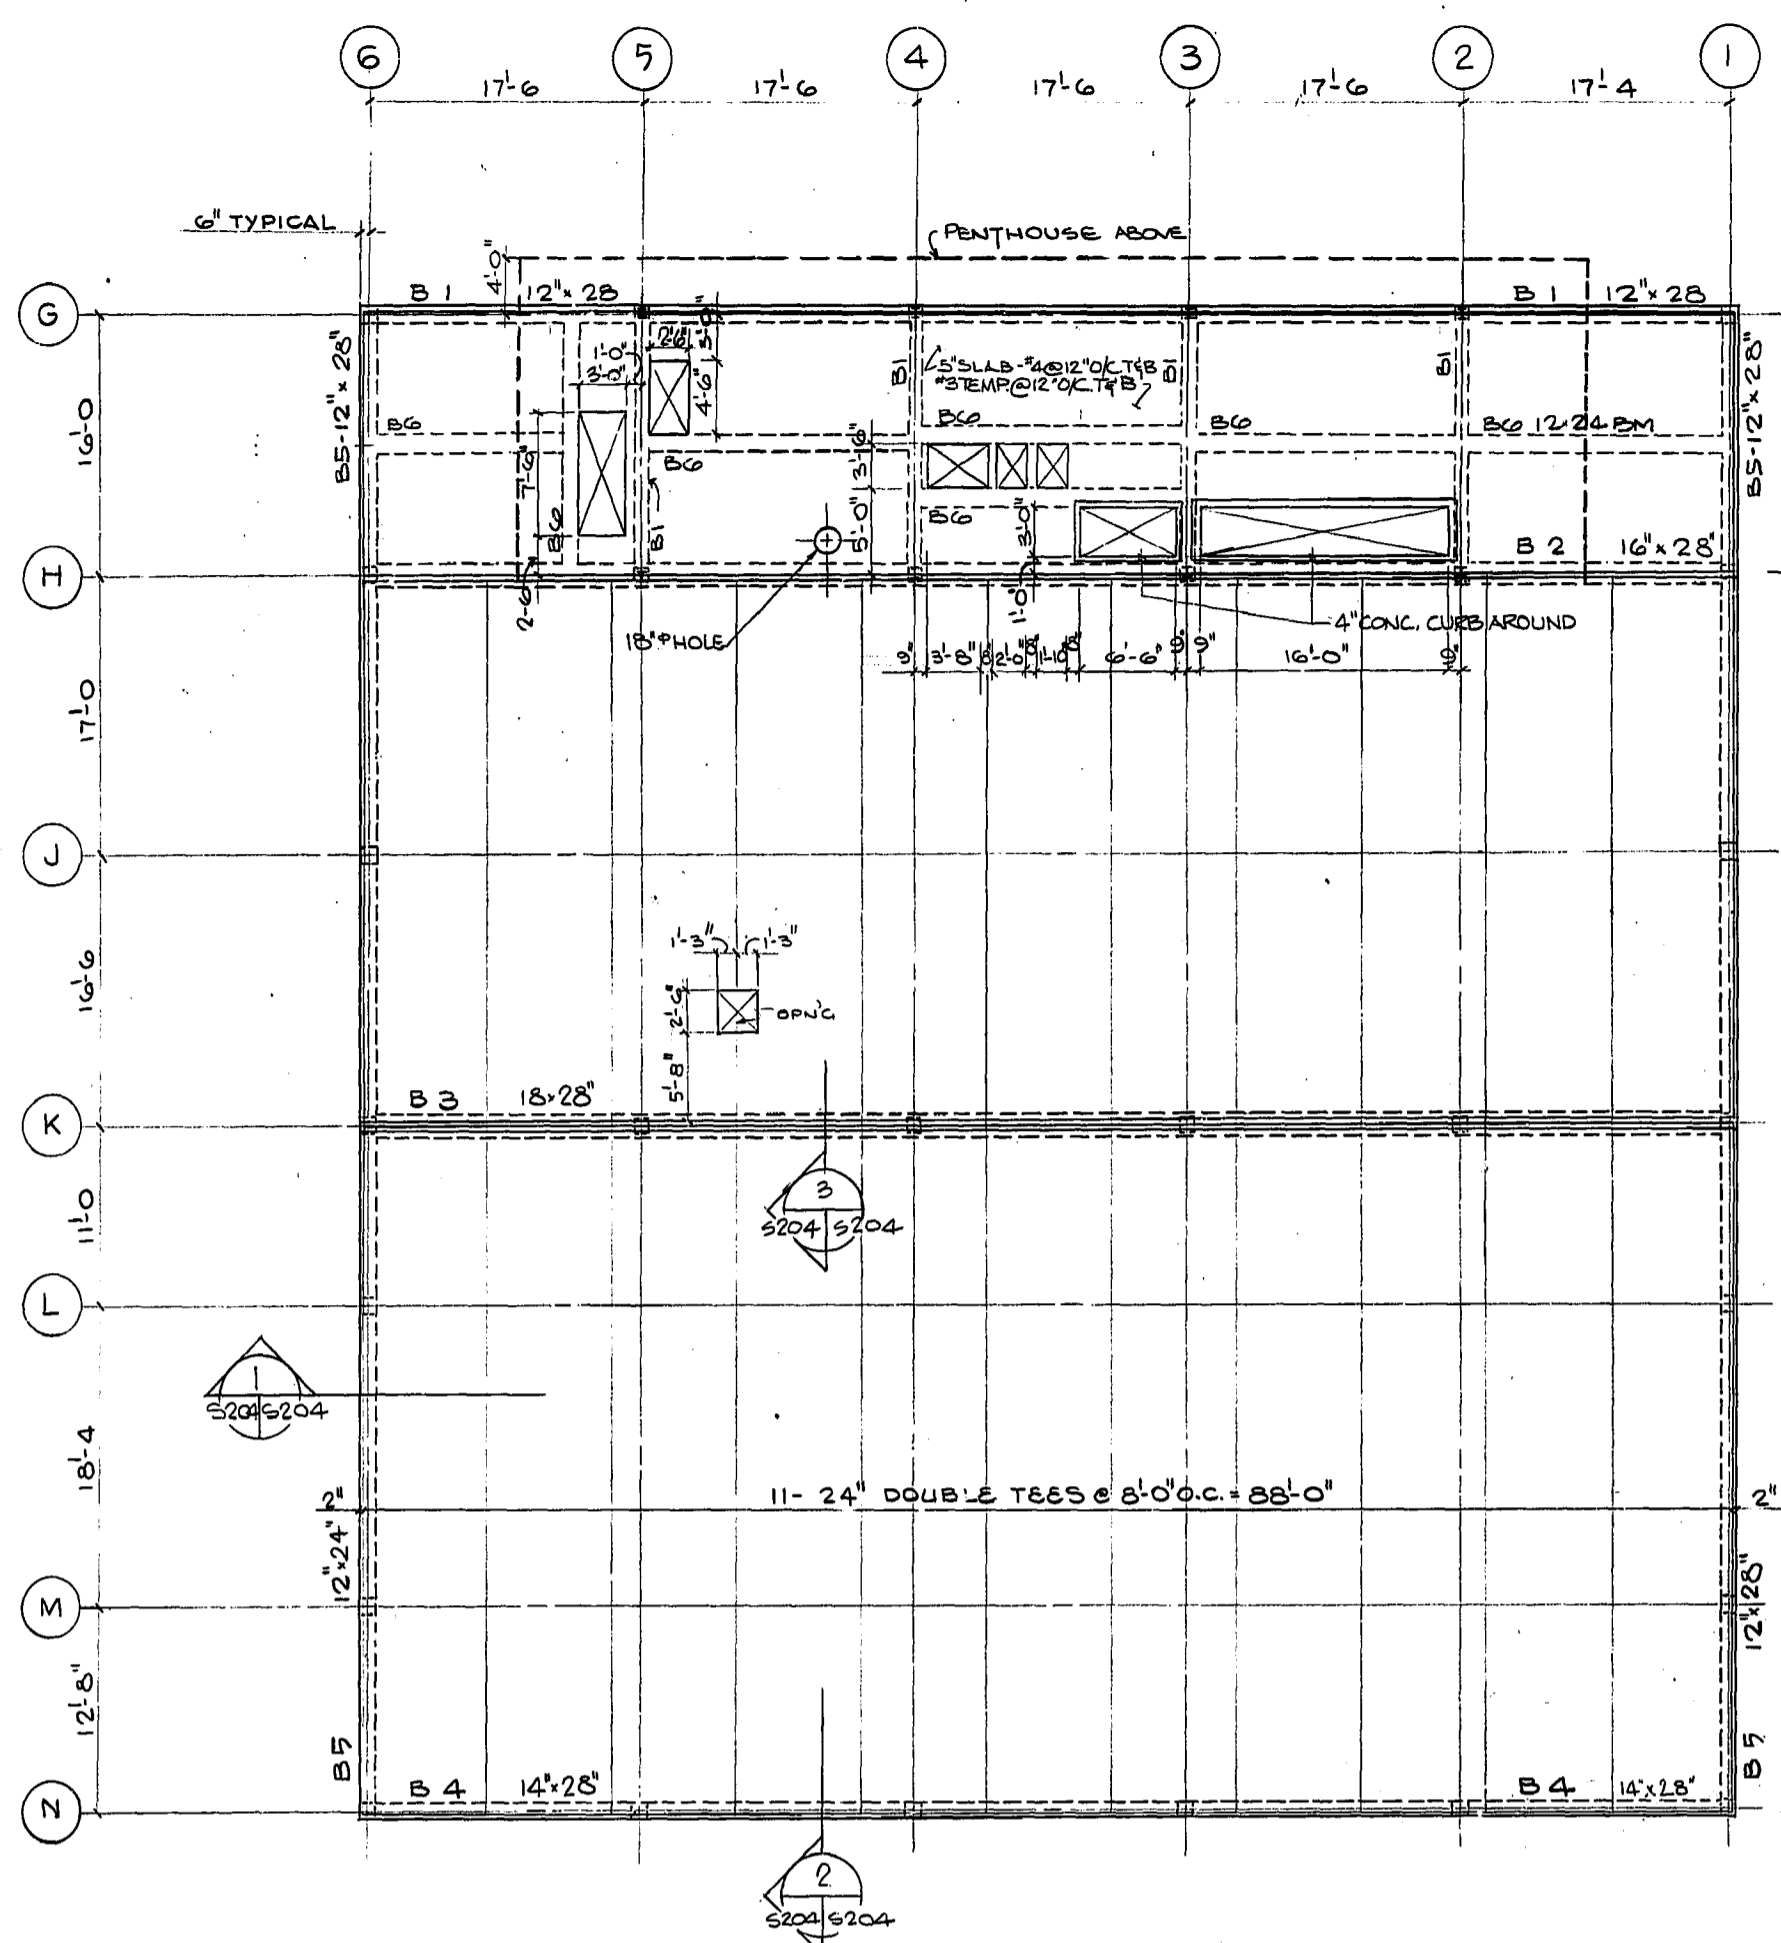 6 5 4 3 2 1
17'-6 17'-6 17'-6 17'-6 17'-4
6" TYPICAL
PENTHOUSE ABOVE
4'-0"
G
B 1 12"x 28
B 1 12"x 28
B5-12"x 28"
B5-12"x 28"
16'-0
2'-6"
3'-0"
1'-0"
3'-0"
4'-6"
B1
5" SLAB-#4@12"O/C. T&B
#3TEMP.@12"O/C. T&B
B1
B1
B6
B6
B6
B6 12x24 BM
B6
7'-6"
B6
B1
3'-6"
5'-0"
B6
3'-0"
B 2 16"x 28"
H
2'-6"
1'-0"
18" φ HOLE
4" CONC. CURB AROUND
9" 3'-8" 8" 2'-0" 8" 1'-10" 8" 6'-6" 9" 9" 16'-0" 9"
17'-0
J
1'-3" 1'-3"
16'-6
2'-6"
OPN'G
5'-8"
B 3 18x28"
K
3
S204 S204
11'-0
L
1
S204 S204
18'-4
2" 11- 24" DOUBLE TEES @ 8'-0" O.C. = 88'-0" 2"
12"x24"
12"x28"
M
12'-8"
B5
B5
B 4 14"x28"
B 4 14"x28"
N
2
S204 S204